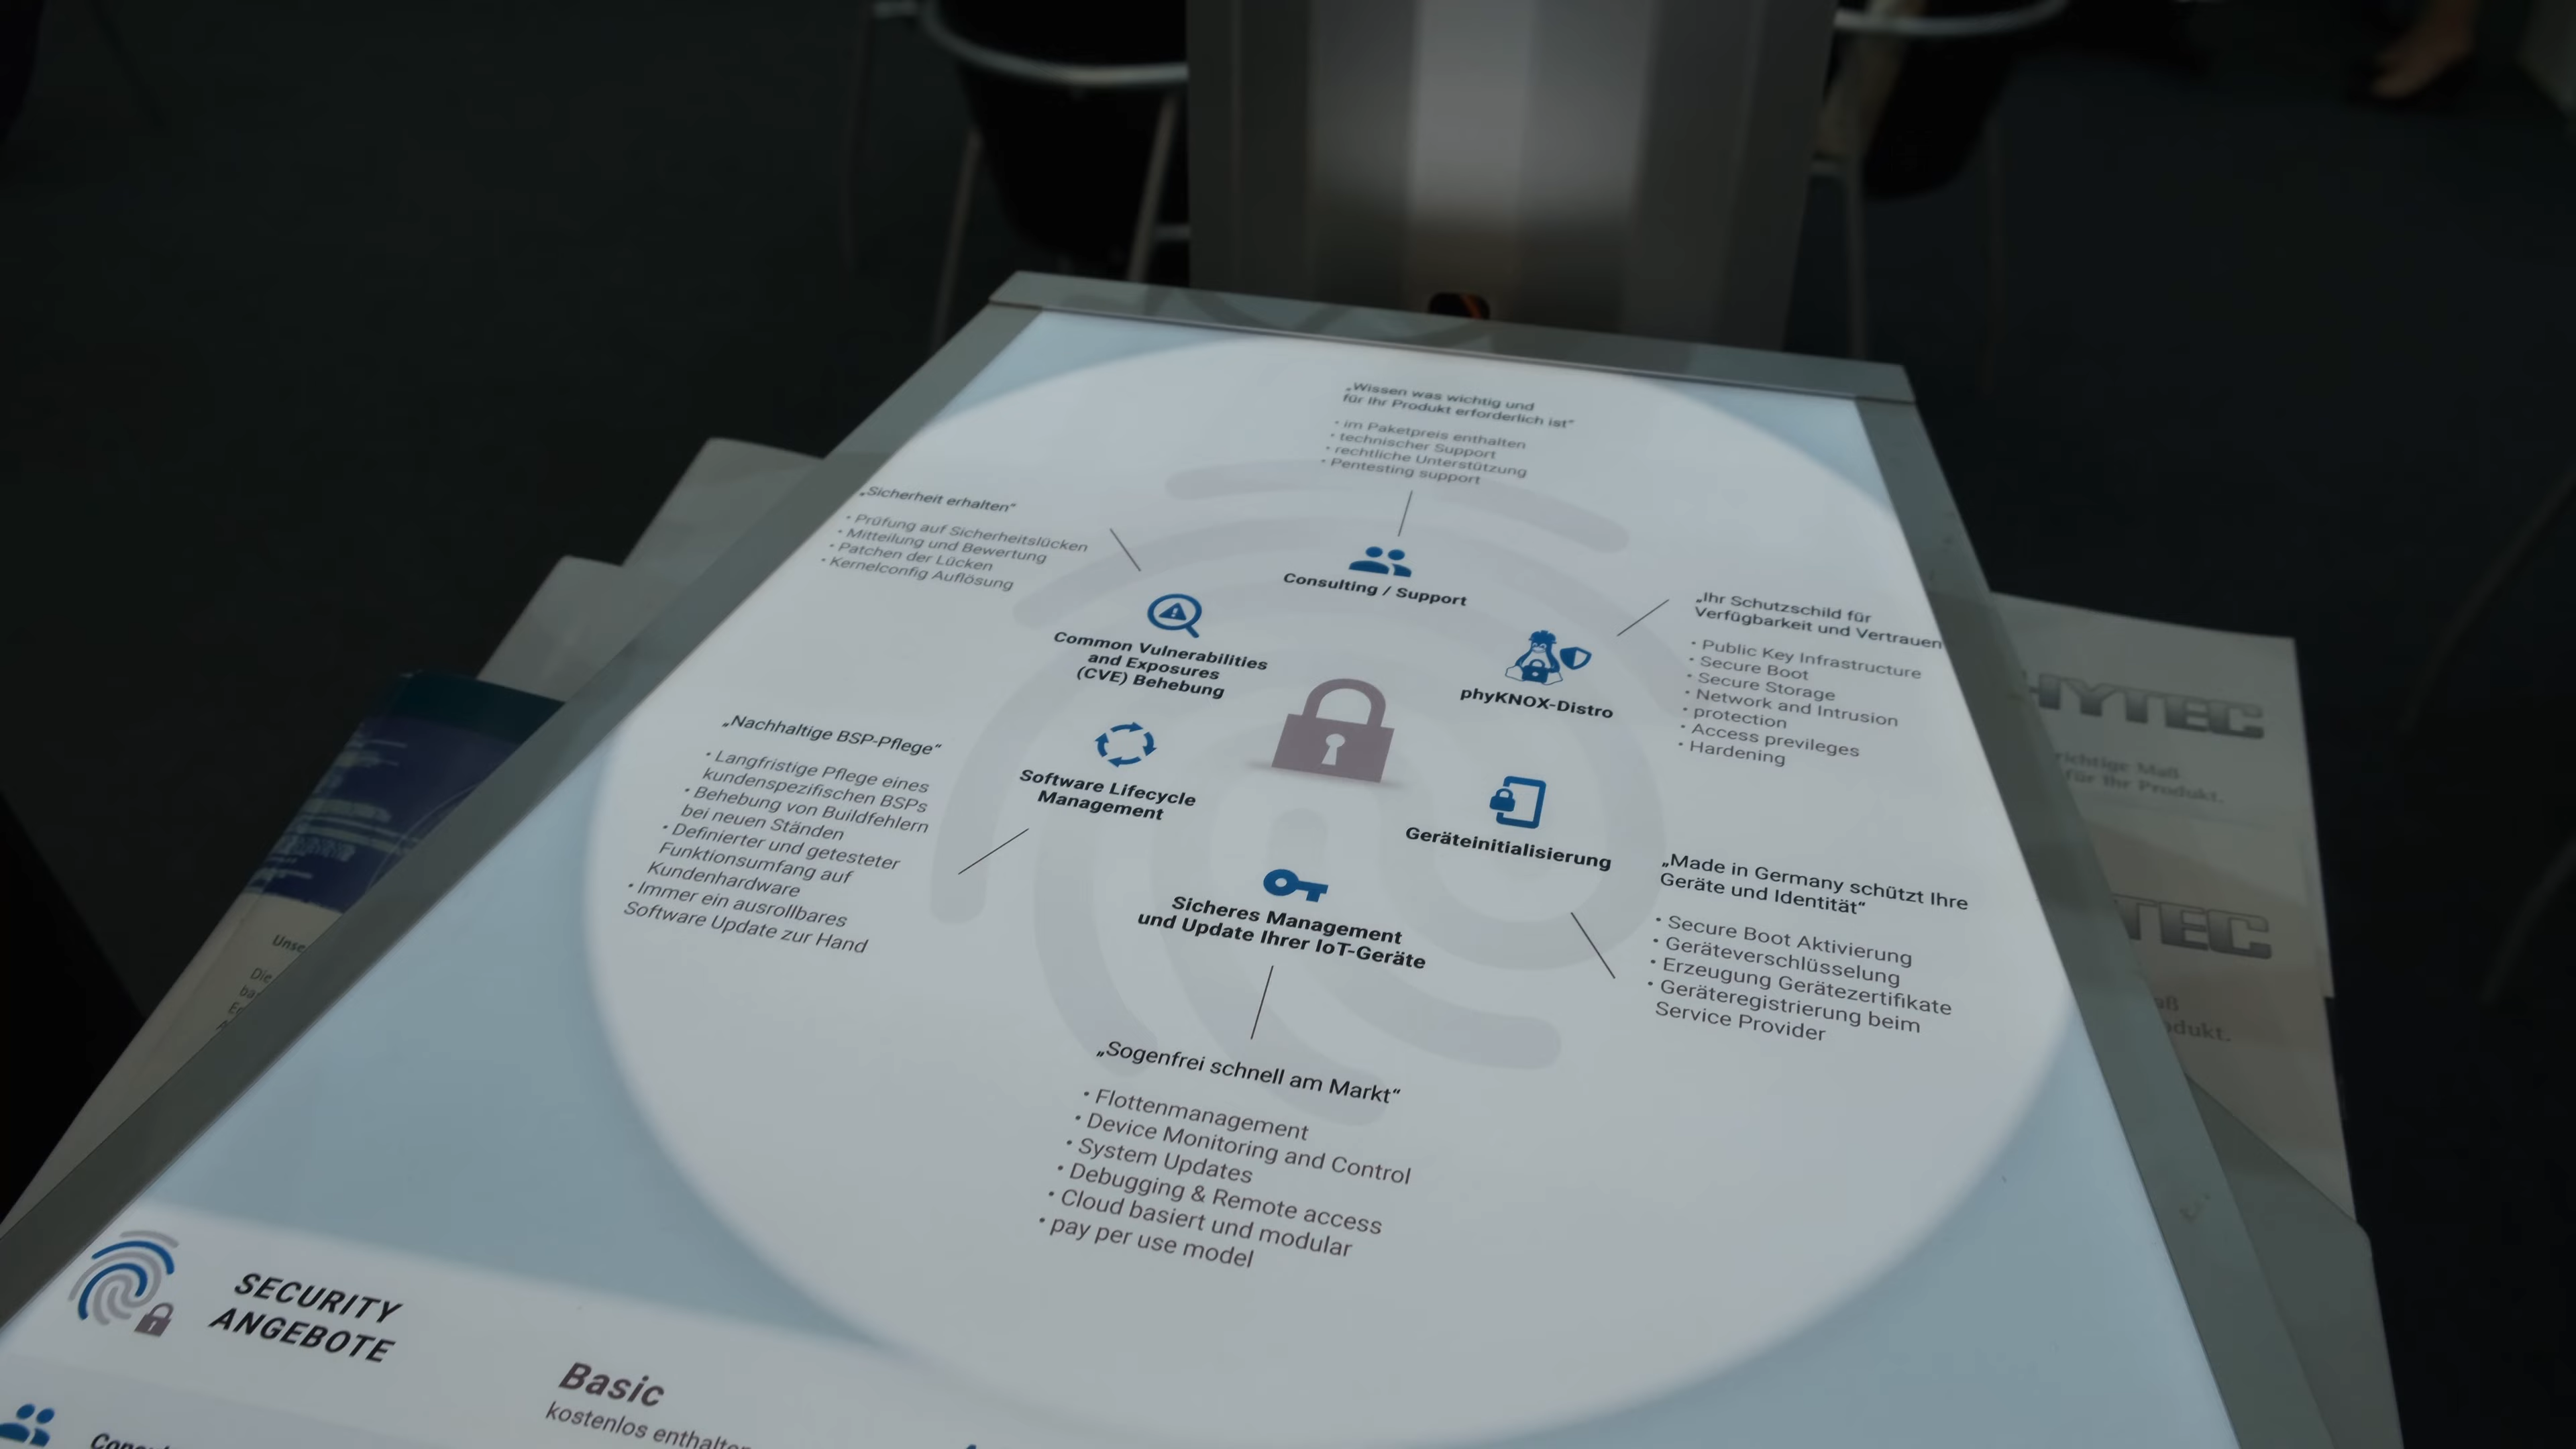 „Wissen was wichtig und
für Ihr Produkt erforderlich ist“
• im Paketpreis enthalten
• technischer Support
• rechtliche Unterstützung
• Pentesting support
Consulting / Support
„Sicherheit erhalten“
• Prüfung auf Sicherheitslücken
• Mitteilung und Bewertung
• Patchen der Lücken
• Kernelconfig Auflösung
Common Vulnerabilities
and Exposures
(CVE) Behebung
„Ihr Schutzschild für
Verfügbarkeit und Vertrauen
• Public Key Infrastructure
• Secure Boot
• Secure Storage
• Network and Intrusion
• protection
• Access previleges
• Hardening
phyKNOX-Distro
„Nachhaltige BSP-Pflege“
• Langfristige Pflege eines
kundenspezifischen BSPs
• Behebung von Buildfehlern
bei neuen Ständen
• Definierter und getesteter
Funktionsumfang auf
Kundenhardware
• Immer ein ausrollbares
Software Update zur Hand
Software Lifecycle
Management
Geräteinitialisierung
„Made in Germany schützt Ihre
Geräte und Identität“
• Secure Boot Aktivierung
• Geräteverschlüsselung
• Erzeugung Gerätezertifikate
• Geräteregistrierung beim
Service Provider
Sicheres Management
und Update Ihrer IoT-Geräte
„Sogenfrei schnell am Markt“
• Flottenmanagement
• Device Monitoring and Control
• System Updates
• Debugging & Remote access
• Cloud basiert und modular
• pay per use model
SECURITY
ANGEBOTE
Basic
kostenlos
HYTEC
für Ihr Produkt.
TEC
Die